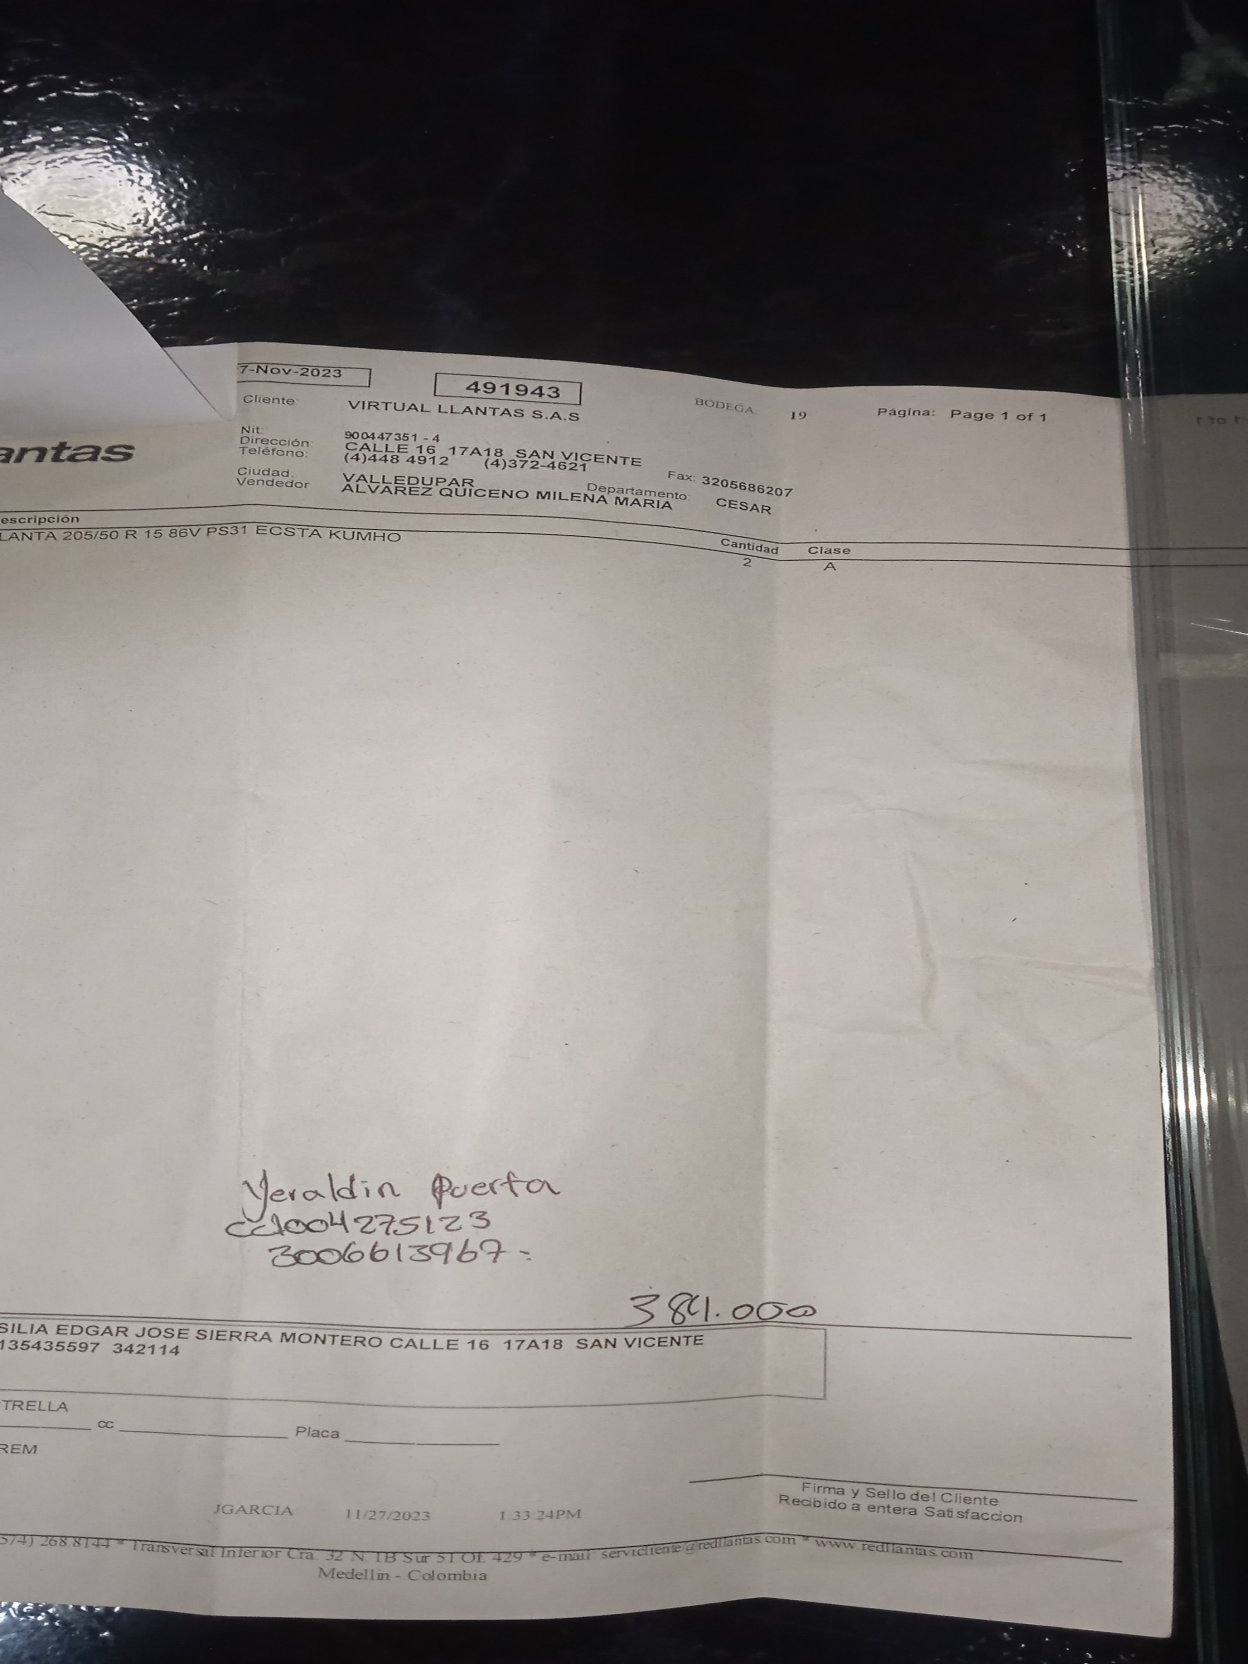 7-Nov-2023
491943
BODEGA 19
Página: Page 1 of 1
Cliente: VIRTUAL LLANTAS S.A.S
Nit: 900447351 - 4
Dirección: CALLE 16 17A18 SAN VICENTE
Teléfono: (4)448 4912 (4)372-4621
Fax: 3205686207
Ciudad: VALLEDUPAR
Departamento: CESAR
Vendedor ALVAREZ QUICENO MILENA MARIA
antas
escripción Cantidad Clase
LANTA 205/50 R 15 86V PS31 ECSTA KUMHO 2 A
Yeraldin Puerta
cc1004275123
3006613967
384.000
SILIA EDGAR JOSE SIERRA MONTERO CALLE 16 17A18 SAN VICENTE
135435597 342114
TRELLA
cc Placa
REM
Firma y Sello del Cliente
Recibido a entera Satisfaccion
JGARCIA 11/27/2023 1:33:24PM
574) 268 8144 * Transversal Inferior Cra. 32 N. 1B Sur 51 Of. 429 * e-mail: servicliente@redllantas.com * www.redllantas.com
Medellin - Colombia